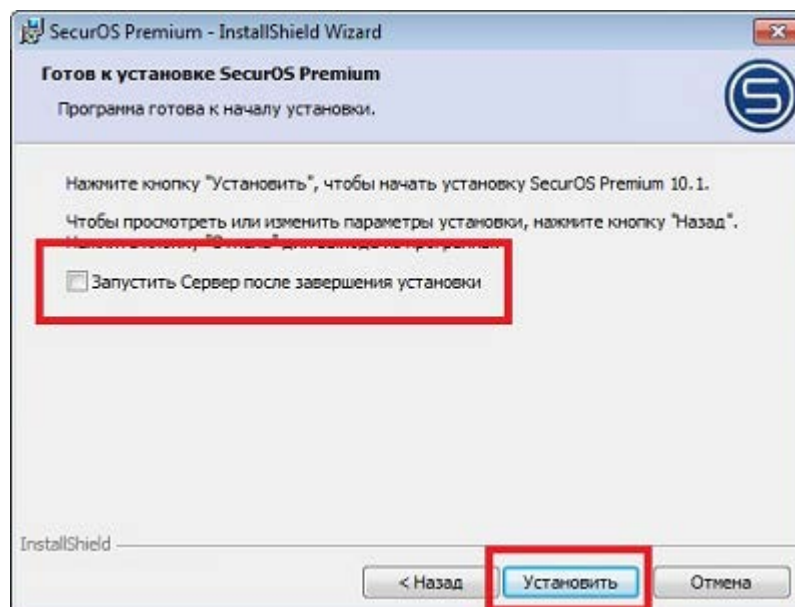 SecurOS Premium - InstallShield Wizard
Готов к установке SecurOS Premium
Программа готова к началу установки.
Нажмите кнопку "Установить", чтобы начать установку SecurOS Premium 10.1.
Чтобы просмотреть или изменить параметры установки, нажмите кнопку "Назад".
Запустить Сервер после завершения установки
InstallShield
< Назад
Установить
Отмена